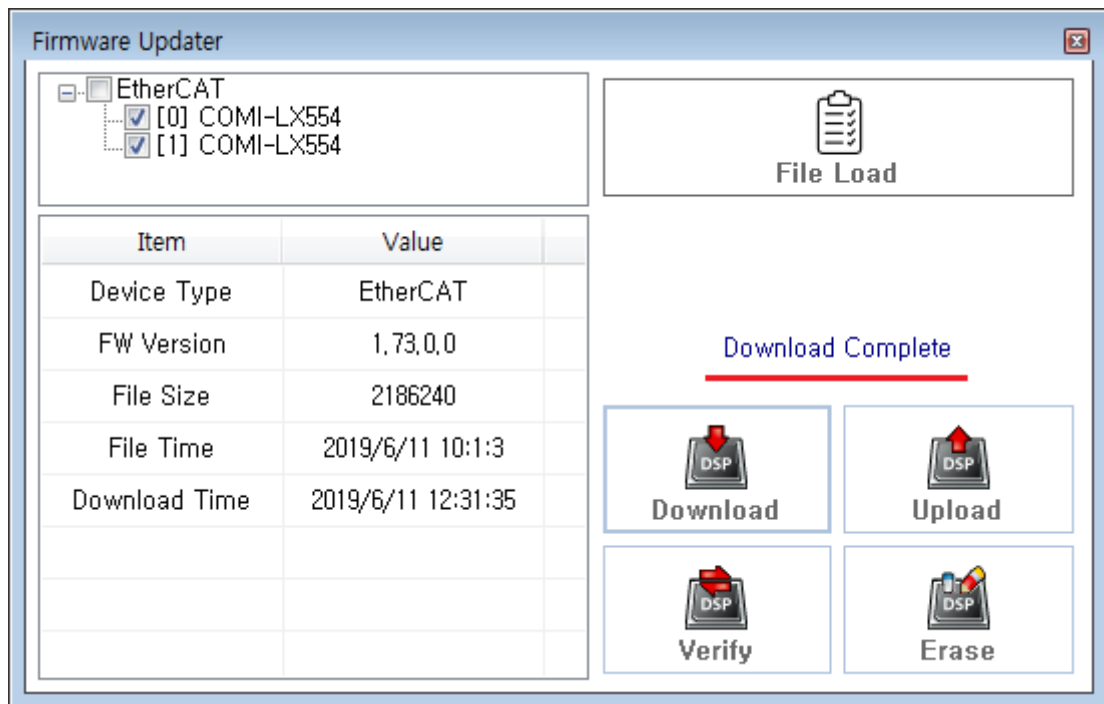 Firmware Updater
EtherCAT
[0] COMI-LX554
[1] COMI-LX554
File Load
Item Value
Device Type EtherCAT
FW Version 1,73,0,0
File Size 2186240
File Time 2019/6/11 10:1:3
Download Time 2019/6/11 12:31:35
Download Complete
DSP
Download
DSP
Upload
DSP
Verify
DSP
Erase